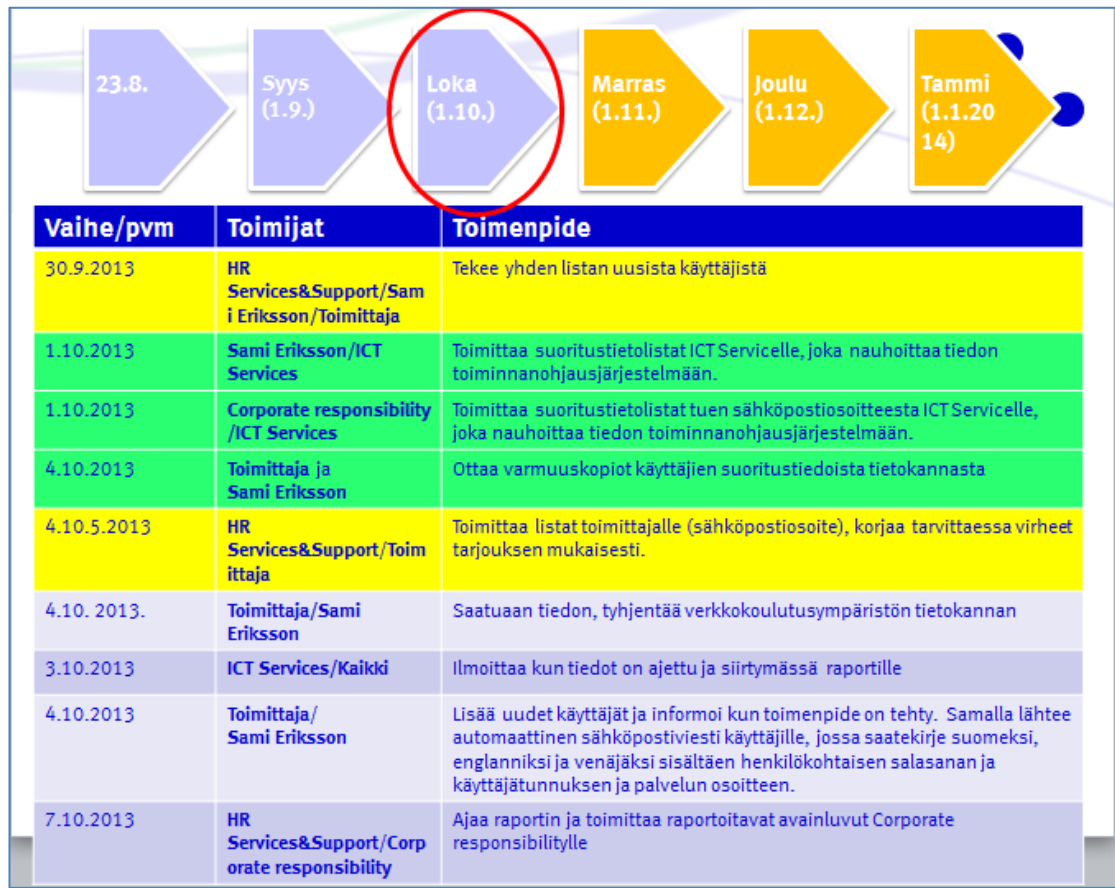 23.8.
Syys
(1.9.)
Loka
(1.10.)
Marras
(1.11.)
Joulu
(1.12.)
Tammi
(1.1.20
14)
Vaihe/pvm Toimijat Toimenpide
30.9.2013 HR Tekee yhden listan uusista käyttäjistä
Services&Support/Sam
i Eriksson/Toimittaja
1.10.2013 Sami Eriksson/ICT Toimittaa suoritustietolistat ICT Servicelle, joka nauhoittaa tiedon
Services toiminnanohjausjärjestelmään.
1.10.2013 Corporate responsibility Toimittaa suoritustietolistat tuen sähköpostiosoitteesta ICT Servicelle,
/ICT Services joka nauhoittaa tiedon toiminnanohjausjärjestelmään.
4.10.2013 Toimittaja ja Ottaa varmuuskopiot käyttäjien suoritustiedoista tietokannasta
Sami Eriksson
4.10.5.2013 HR Toimittaa listat toimittajalle (sähköpostiosoite), korjaa tarvittaessa virheet
Services&Support/Toim tarjouksen mukaisesti.
ittaja
4.10. 2013. Toimittaja/Sami Saatuaan tiedon, tyhjentää verkkokoulutusympäristön tietokannan
Eriksson
3.10.2013 ICT Services/Kaikki Ilmoittaa kun tiedot on ajettu ja siirtymässä raportille
4.10.2013 Toimittaja/ Lisää uudet käyttäjät ja informoi kun toimenpide on tehty. Samalla lähtee
Sami Eriksson automaattinen sähköpostiviesti käyttäjille, jossa saatekirje suomeksi,
englanniksi ja venäjäksi sisältäen henkilökohtaisen salasanan ja
käyttäjätunnuksen ja palvelun osoitteen.
7.10.2013 HR Ajaa raportin ja toimittaa raportoitavat avainluvut Corporate
Services&Support/Corp responsibilitylle
orate responsibility